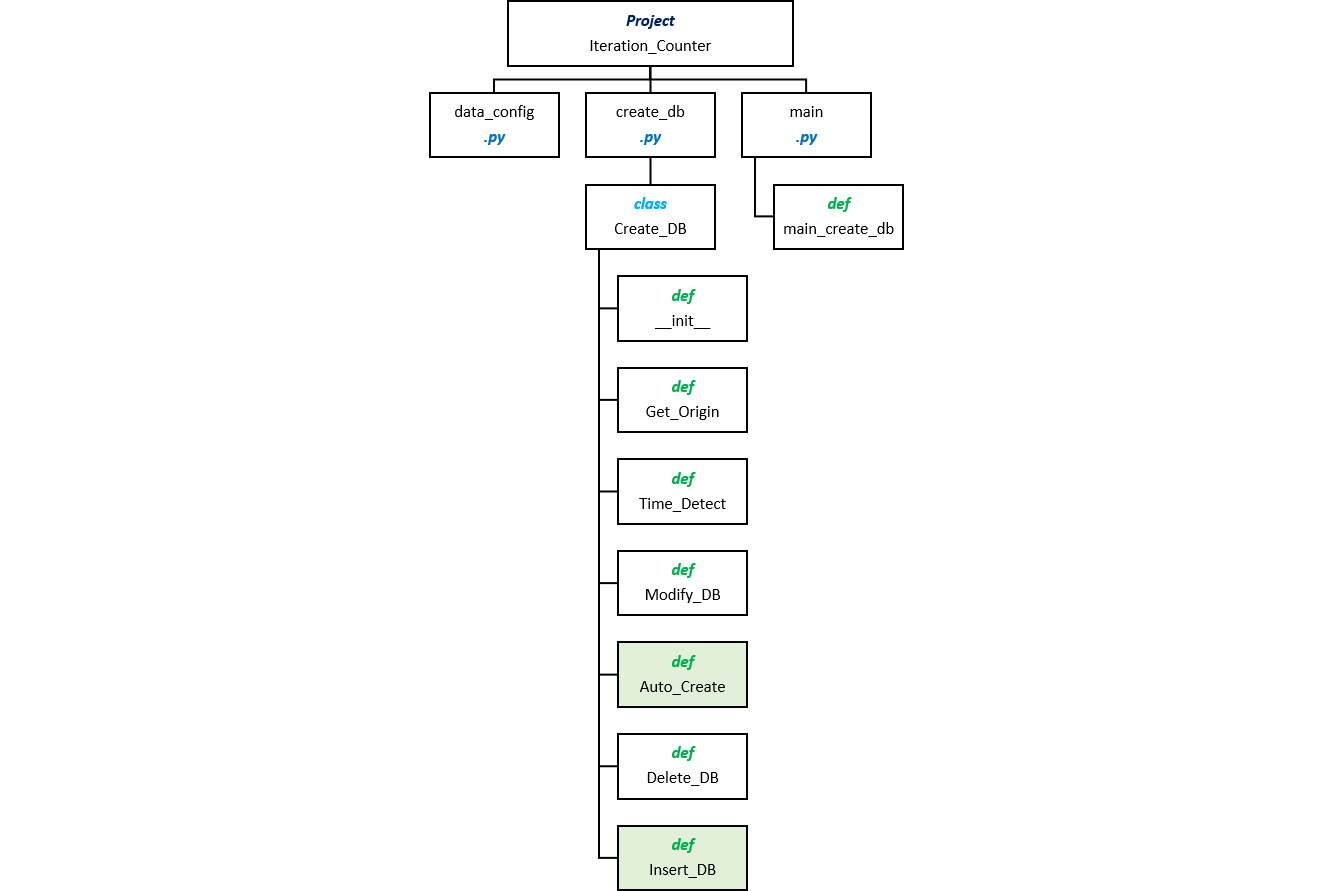 Project
Iteration_Counter
data_config
.py
create_db
.py
main
.py
class
Create_DB
def
main_create_db
def
__init__
def
Get_Origin
def
Time_Detect
def
Modify_DB
def
Auto_Create
def
Delete_DB
def
Insert_DB